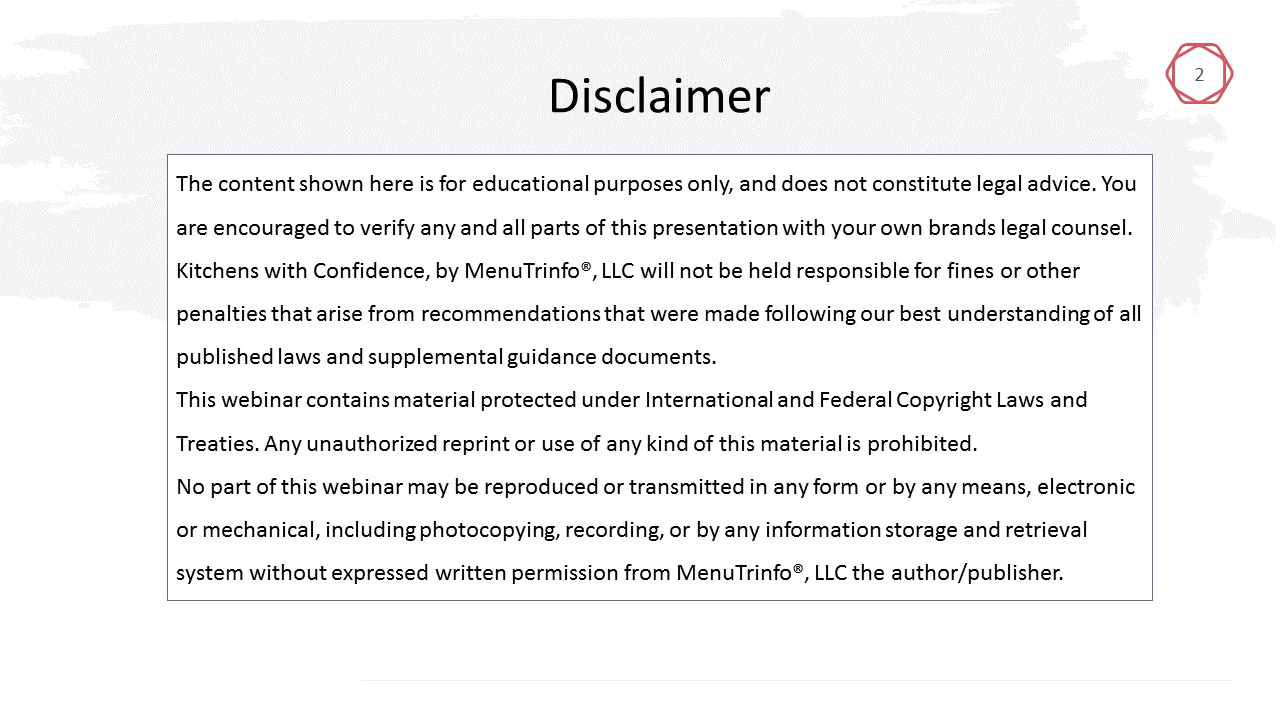 Disclaimer
2
The content shown here is for educational purposes only, and does not constitute legal advice. You
are encouraged to verify any and all parts of this presentation with your own brands legal counsel.
Kitchens with Confidence, by MenuTrinfo®, LLC will not be held responsible for fines or other
penalties that arise from recommendations that were made following our best understanding of all
published laws and supplemental guidance documents.
This webinar contains material protected under International and Federal Copyright Laws and
Treaties. Any unauthorized reprint or use of any kind of this material is prohibited.
No part of this webinar may be reproduced or transmitted in any form or by any means, electronic
or mechanical, including photocopying, recording, or by any information storage and retrieval
system without expressed written permission from MenuTrinfo®, LLC the author/publisher.